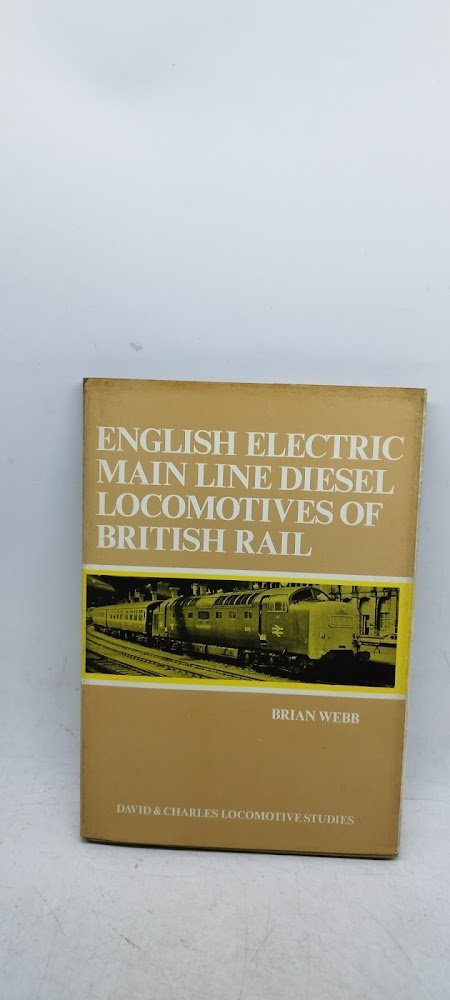 ENGLISH ELECTRIC
MAIN LINE DIESEL
LOCOMOTIVES OF
BRITISH RAIL
BRIAN WEBB
DAVID & CHARLES LOCOMOTIVE STUDIES